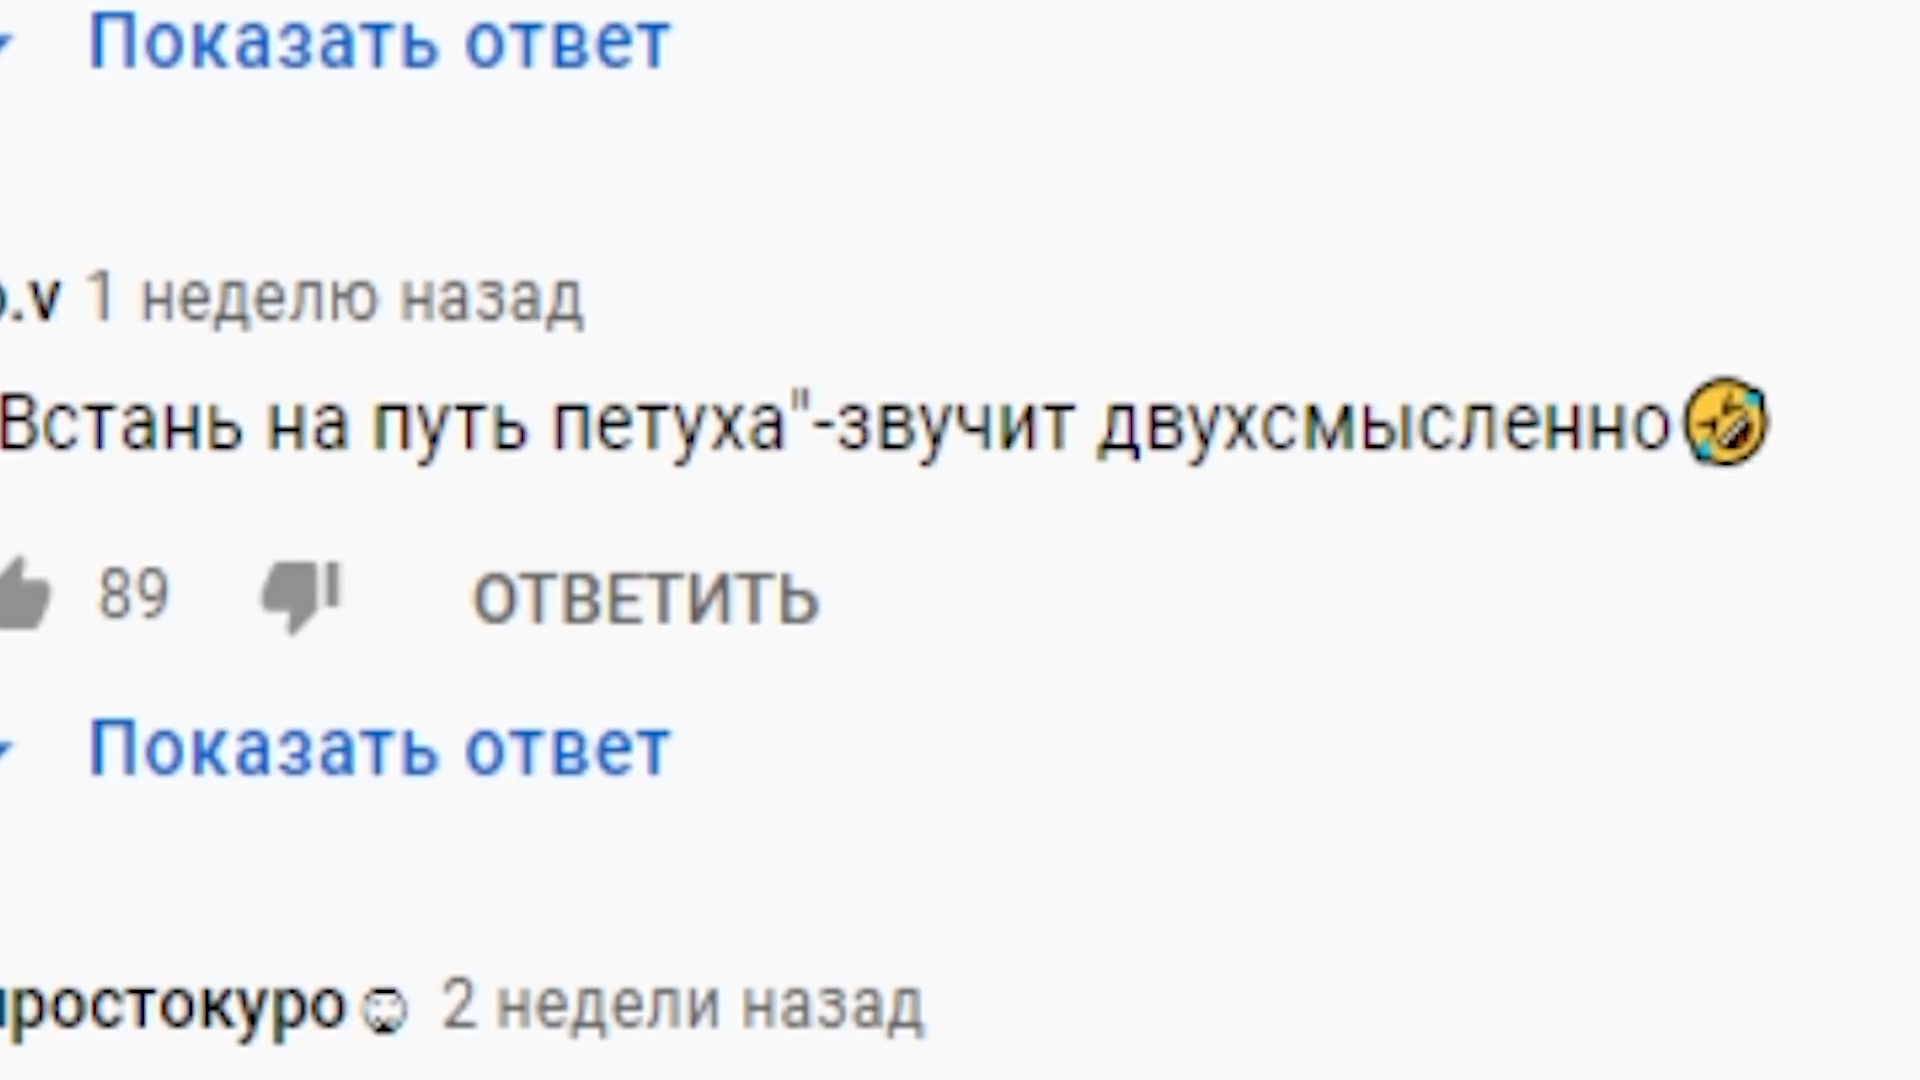 Показать ответ
.v 1 неделю назад
Встань на путь петуха"-звучит двухсмысленно🤣
89 ОТВЕТИТЬ
Показать ответ
простокуро☺ 2 недели назад